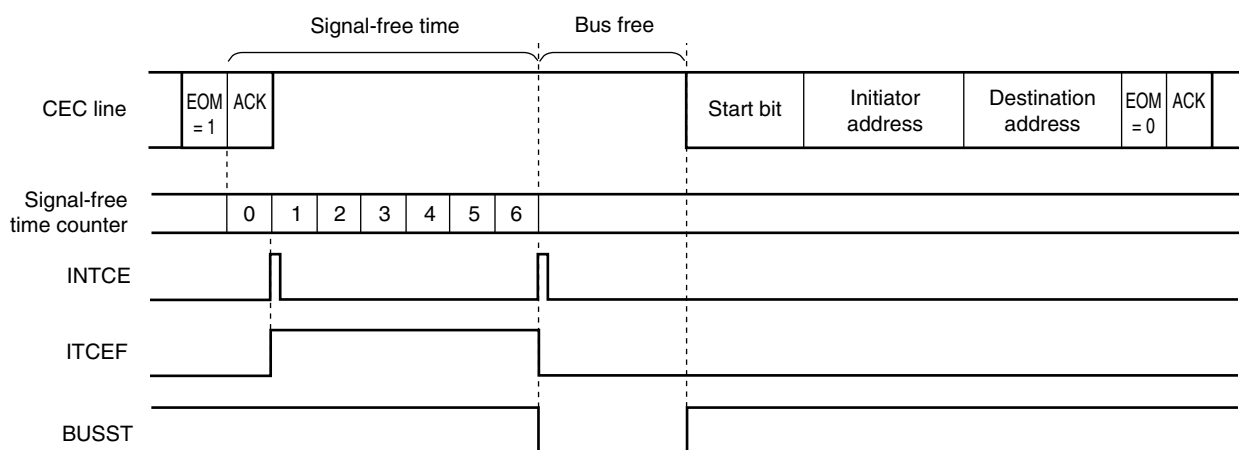 Signal-free time
Bus free
CEC line
EOM
= 1
ACK
Start bit
Initiator
address
Destination
address
EOM
= 0
ACK
Signal-free
time counter
0 1 2 3 4 5 6
INTCE
ITCEF
BUSST